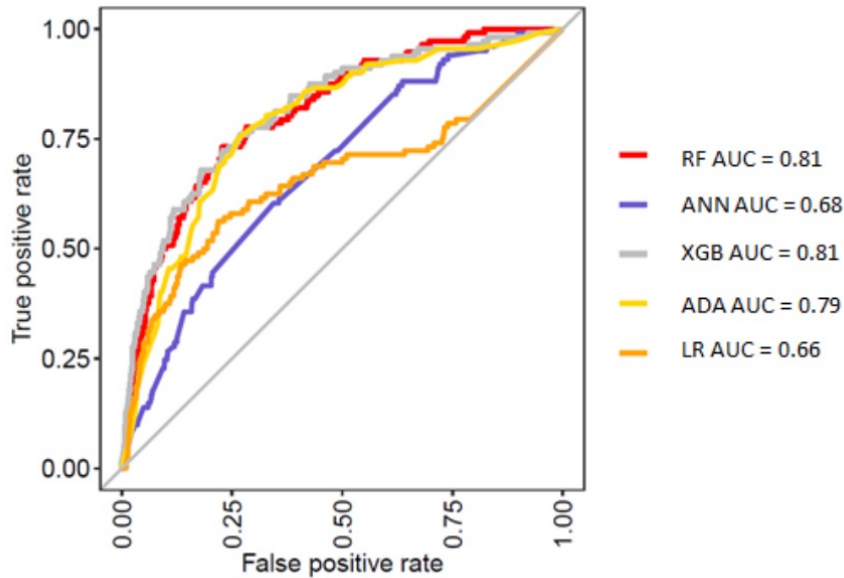 1.00
0.75
0.50
0.25
0.00
True positive rate
0.00
0.25
0.50
0.75
1.00
False positive rate
RF AUC = 0.81
ANN AUC = 0.68
XGB AUC = 0.81
ADA AUC = 0.79
LR AUC = 0.66